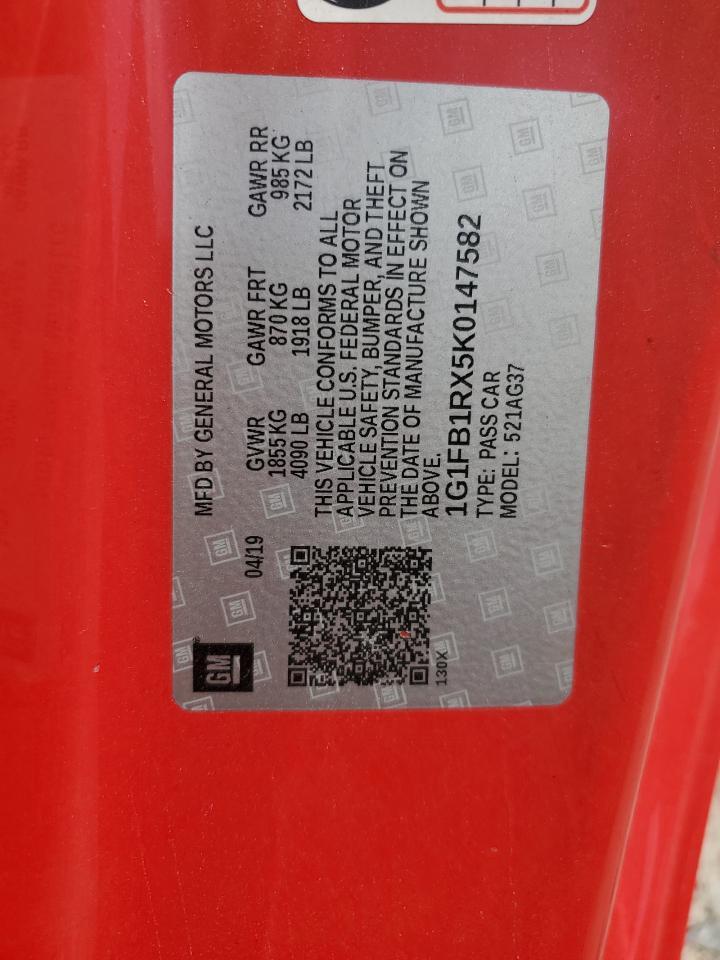 GM
MFD BY GENERAL MOTORS LLC
04/19
GVWR GAWR FRT GAWR RR
1855 KG 870 KG 985 KG
4090 LB 1918 LB 2172 LB
THIS VEHICLE CONFORMS TO ALL
APPLICABLE U.S. FEDERAL MOTOR
VEHICLE SAFETY, BUMPER, AND THEFT
PREVENTION STANDARDS IN EFFECT ON
THE DATE OF MANUFACTURE SHOWN
ABOVE.
1G1FB1RX5K0147582
TYPE: PASS CAR
MODEL: 521AG37
130X